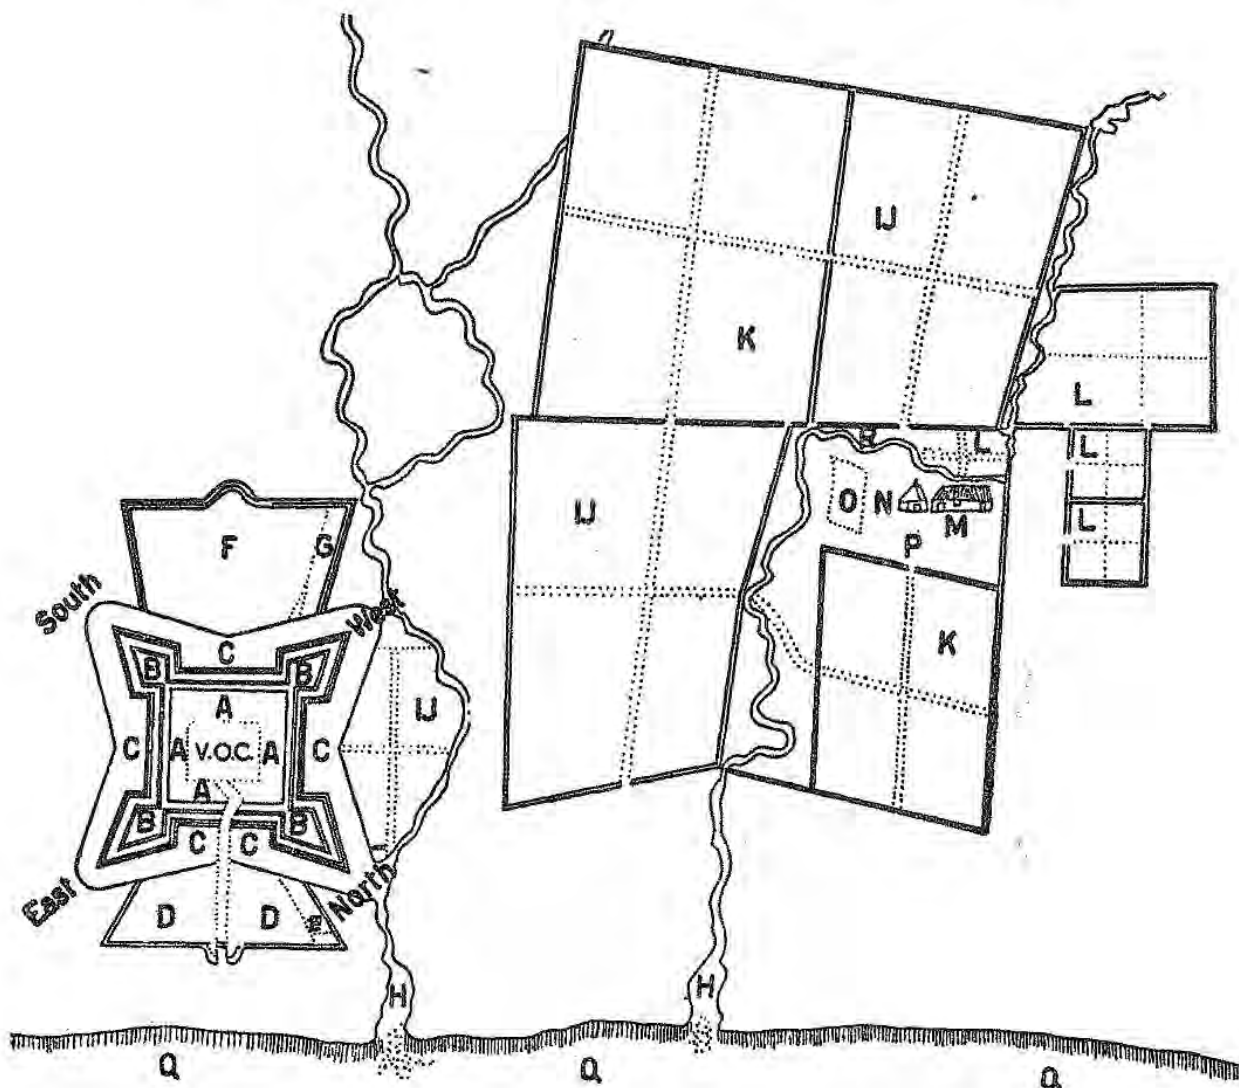 IJ
K
L
R L
L
O N M
IJ
L
P
F G
South West
K
C
B B
A
IJ
C A V.O.C. A C
A
B B
C C
East North
D D
H H
Q Q Q